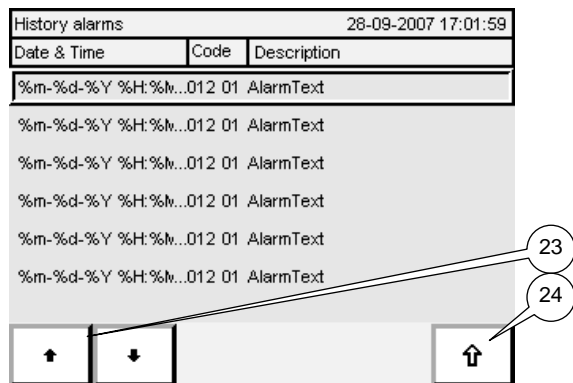 History alarms 28-09-2007 17:01:59
Date & Time Code Description
%m-%d-%Y %H:%M...012 01 AlarmText
%m-%d-%Y %H:%M...012 01 AlarmText
%m-%d-%Y %H:%M...012 01 AlarmText
%m-%d-%Y %H:%M...012 01 AlarmText
%m-%d-%Y %H:%M...012 01 AlarmText
%m-%d-%Y %H:%M...012 01 AlarmText
23
24